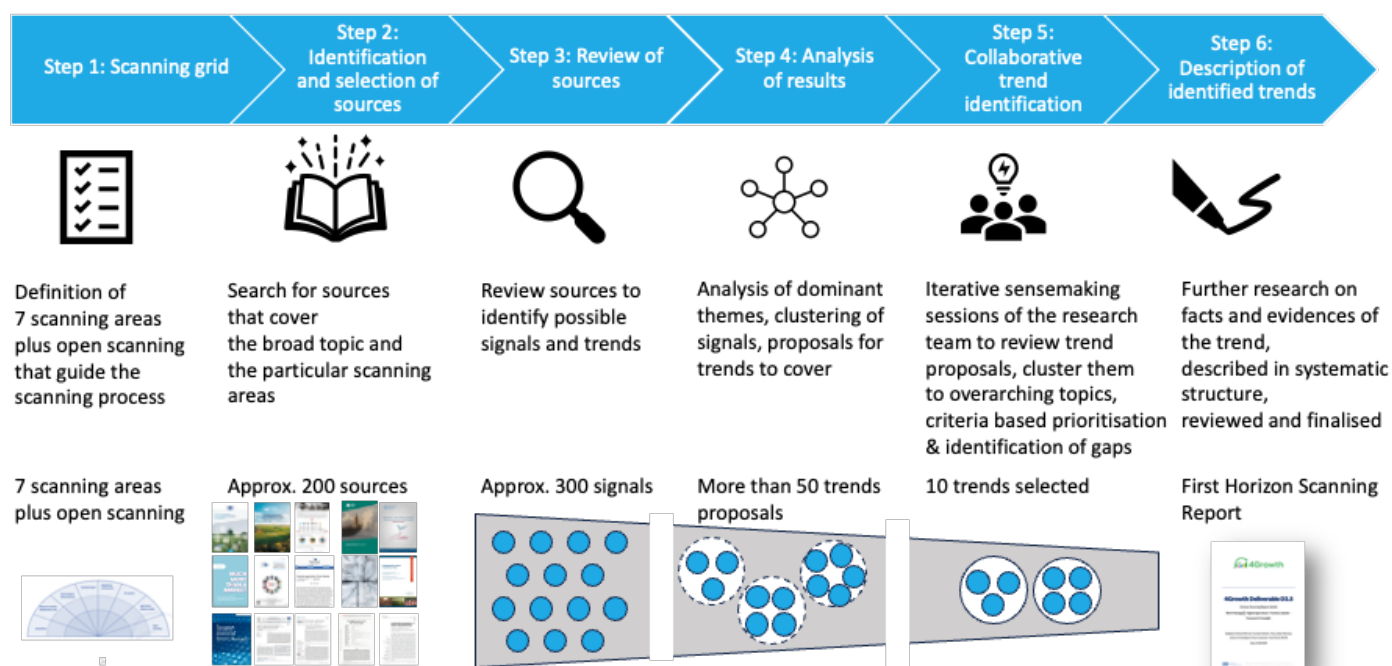 Step 1: Scanning grid
Step 2:
Identification
and selection of
sources
Step 3: Review of
sources
Step 4: Analysis
of results
Step 5:
Collaborative
trend
identification
Step 6:
Description of
identified trends
Definition of
7 scanning areas
plus open scanning
that guide the
scanning process
Search for sources
that cover
the broad topic and
the particular scanning
areas
Review sources to
identify possible
signals and trends
Analysis of dominant
themes, clustering of
signals, proposals for
trends to cover
Iterative sensemaking
sessions of the research
team to review trend
proposals, cluster them
to overarching topics,
criteria based prioritisation
& identification of gaps
Further research on
facts and evidences of
the trend,
described in systematic
structure,
reviewed and finalised
7 scanning areas
plus open scanning
Approx. 200 sources
Approx. 300 signals
More than 50 trends
proposals
10 trends selected
First Horizon Scanning
Report
4Growth
4Growth Deliverable D3.3